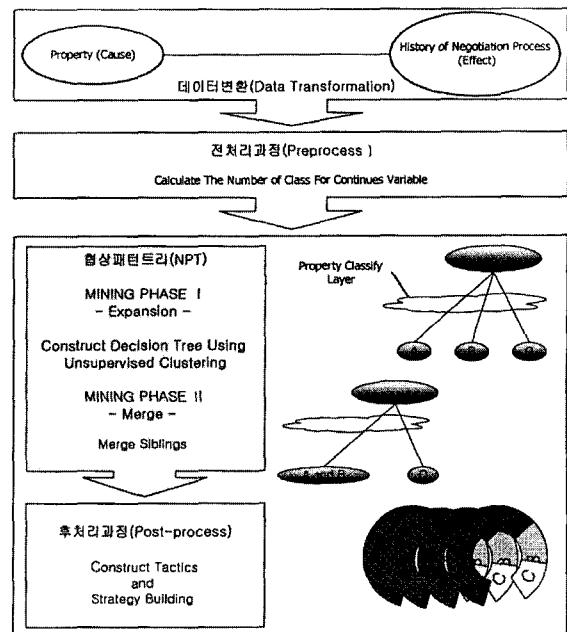 Property (Cause)
History of Negotiation Process
(Effect)
데이터변환(Data Transformation)
전처리과정(Preprocess )
Calculate The Number of Class For Continues Variable
협상패턴트리(NPT)
MINING PHASE Ⅰ
- Expansion -
Construct Decision Tree Using
Unsupervised Clustering
MINING PHASE Ⅱ
- Merge -
Merge Siblings
Property Classify
Layer
A
B
A and B
후처리과정(Post-process)
Construct Tactics
and
Strategy Building
B
B
C
C